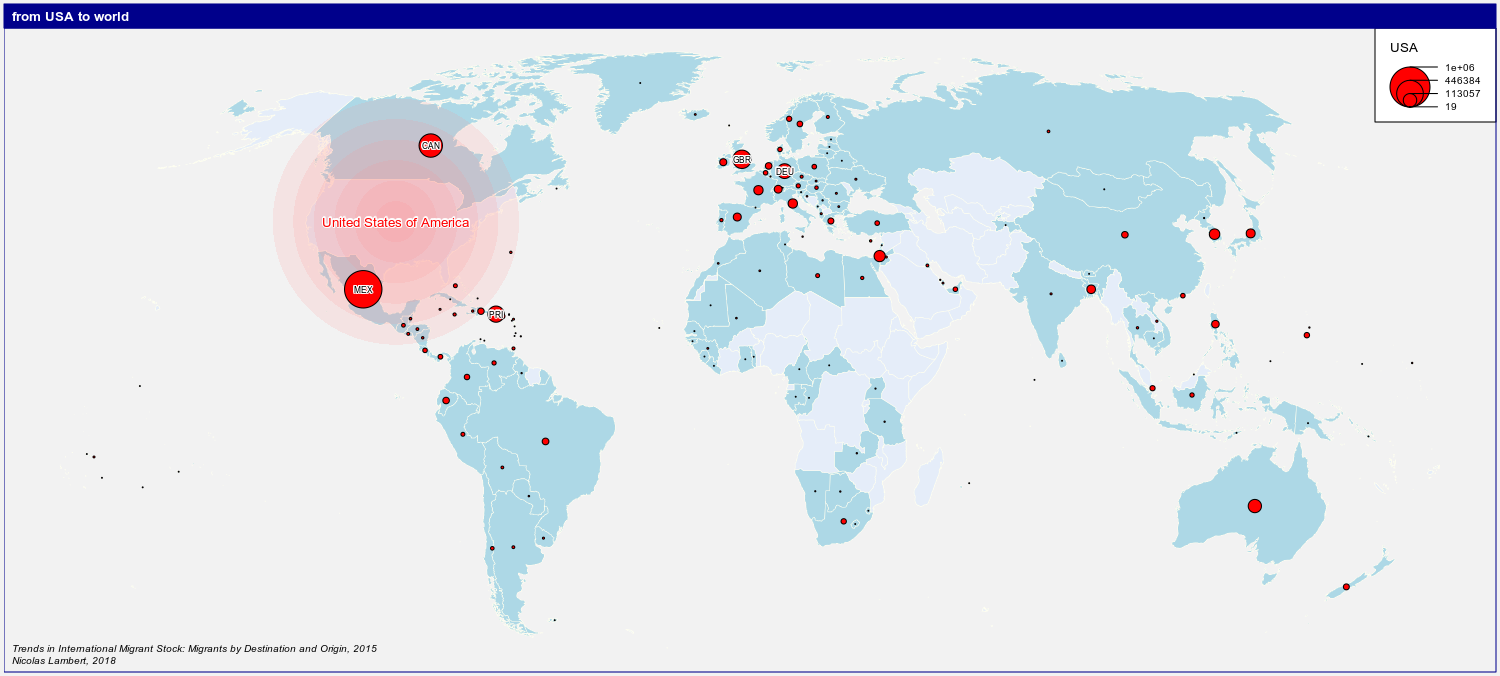 from USA to world
USA
1e+06
446384
113057
19
CAN
GBR
DEU
United States of America
MEX
PRI
Trends in International Migrant Stock: Migrants by Destination and Origin, 2015
Nicolas Lambert, 2018